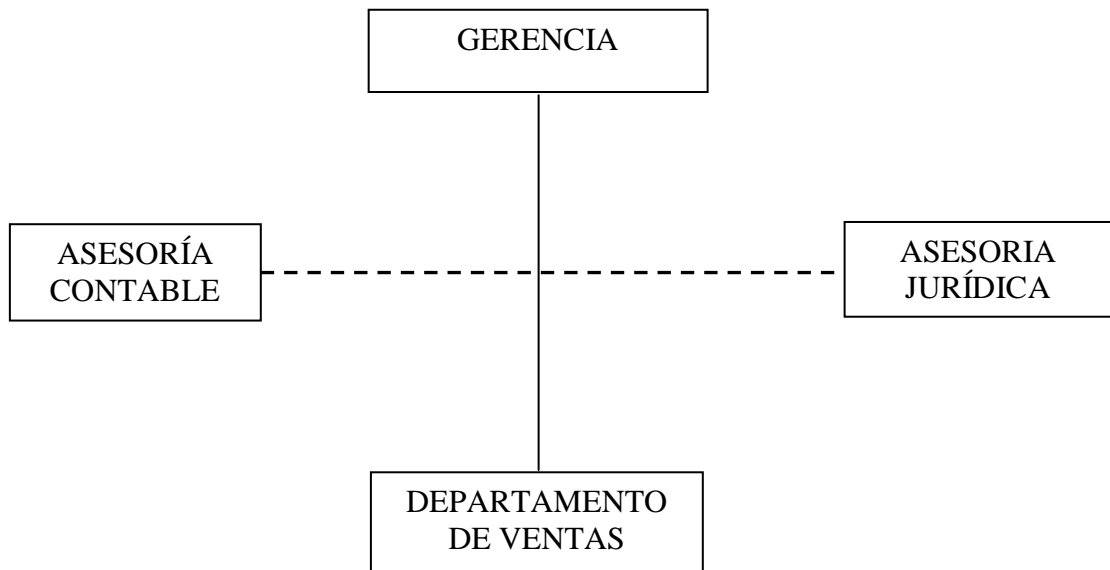 GERENCIA
ASESORÍA
CONTABLE
ASESORIA
JURÍDICA
DEPARTAMENTO
DE VENTAS